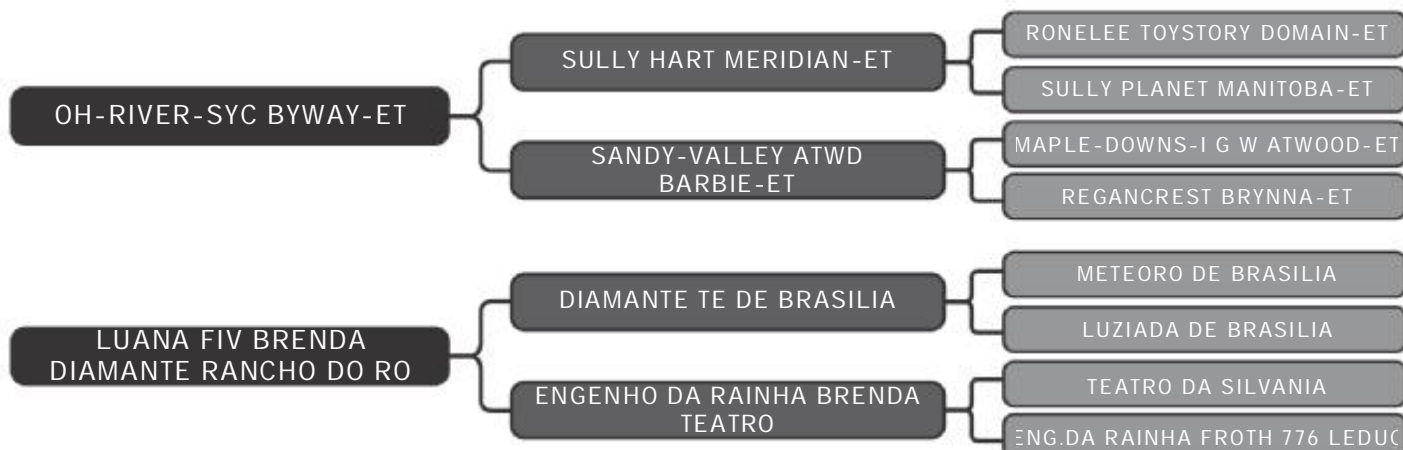 OH-RIVER-SYC BYWAY-ET
SULLY HART MERIDIAN-ET
RONELEE TOYSTORY DOMAIN-ET
SULLY PLANET MANITOBA-ET
SANDY-VALLEY ATWD
BARBIE-ET
MAPLE-DOWNS-I G W ATWOOD-ET
REGANCREST BRYNNA-ET
LUANA FIV BRENDA
DIAMANTE RANCHO DO RO
DIAMANTE TE DE BRASILIA
METEORO DE BRASILIA
LUZIADA DE BRASILIA
ENGENHO DA RAINHA BRENDA
TEATRO
TEATRO DA SILVANIA
ENG.DA RAINHA FROTH 776 LEDUC